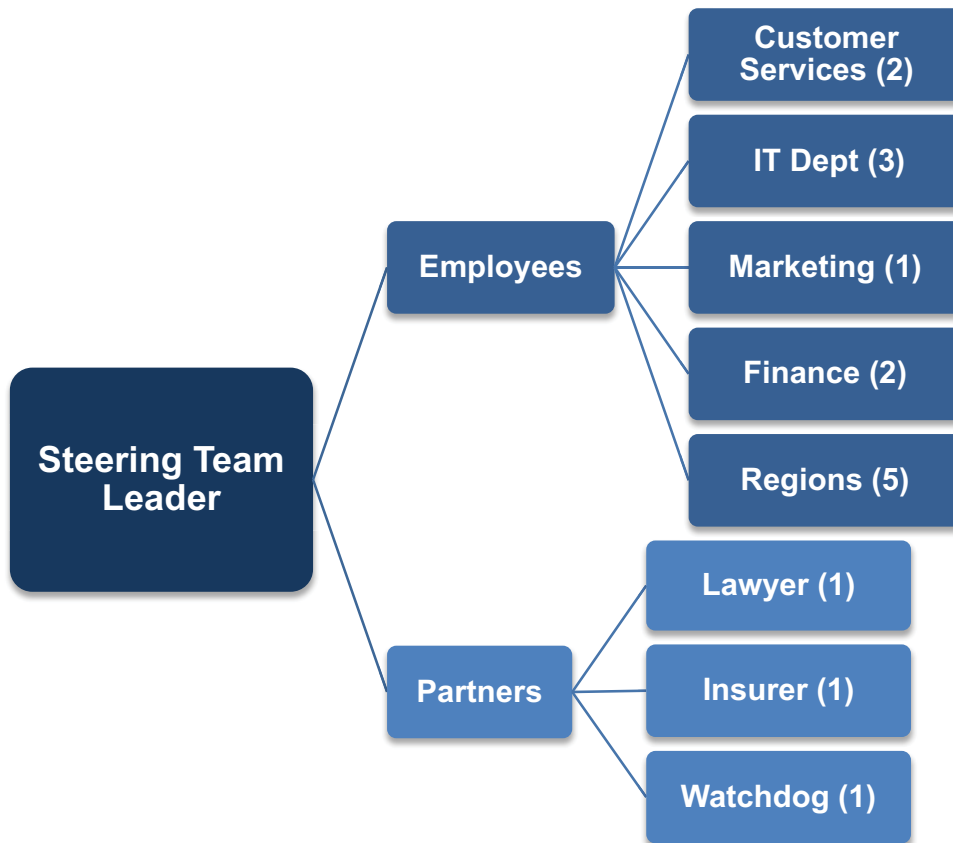 Customer
Services (2)
IT Dept (3)
Employees
Marketing (1)
Finance (2)
Steering Team
Leader
Regions (5)
Lawyer (1)
Partners
Insurer (1)
Watchdog (1)